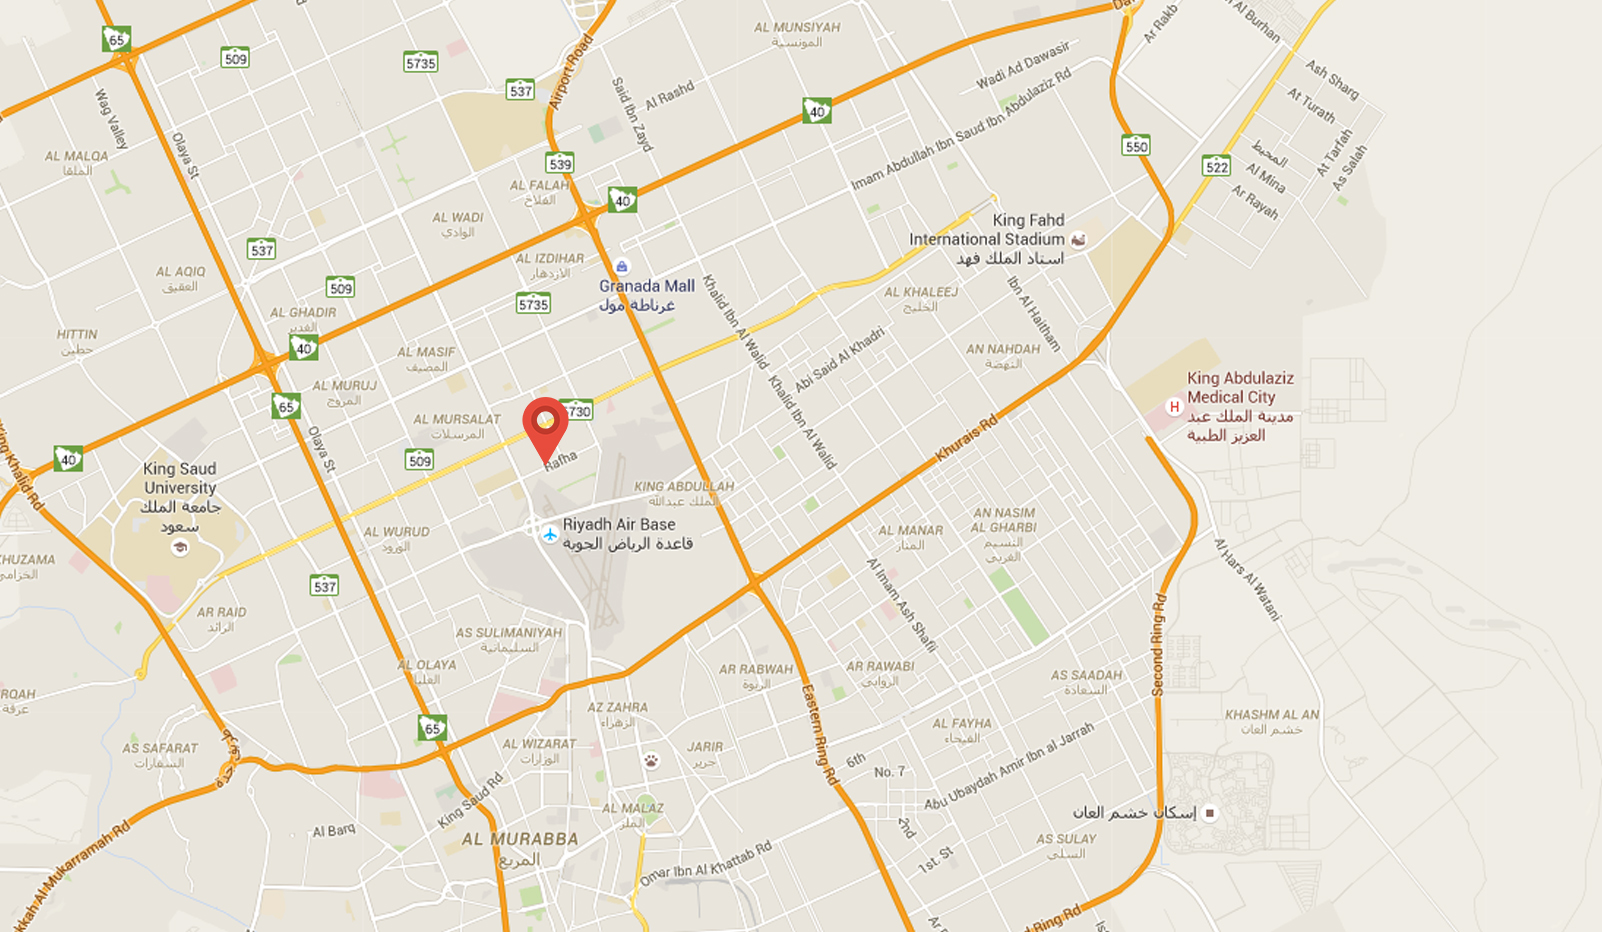 65
509
5735
537
Airport Road
AL MUNSIYAH
المونسية
Ar Rakb
Al Burhan
Ash Sharg
At Turath
At Tarfah
As Salah
المحيط
Al Mina
Ar Rayah
522
550
Wadi Ad Dawasir
Imam Abdullah Ibn Saud Ibn Abdulaziz Rd
40
Al Rashd
Said Ibn Zayd
Wag Valley
Olaya St
AL MALQA
الملقا
539
AL FALAH
الفلاح
40
AL WADI
الوادي
537
AL AQIQ
العقيق
509
AL IZDIHAR
الازدهار
5735
Granada Mall
غرناطة مول
King Fahd
International Stadium
استاد الملك فهد
AL KHALEEJ
الخليج
Ibn Al Haitham
Khalid Ibn Al Walid
Khalid Ibn Al Walid
Abi Said Al Khadri
AN NAHDAH
النهضة
AL GHADIR
الغدير
40
HITTIN
حطين
AL MASIF
المصيف
AL MURUJ
المروج
65
King Abdulaziz
Medical City
مدينة الملك عبد
العزيز الطبية
H
AL MURSALAT
المرسلات
5730
Olaya St
509
Rafha
40
King Khalid Rd
King Saud
University
جامعة الملك
سعود
KING ABDULLAH
الملك عبدالله
Khurais Rd
Riyadh Air Base
قاعدة الرياض الجوية
AL WURUD
الورود
AL MANAR
المنار
AN NASIM
AL GHARBI
النسيم
الغربي
Al Hars Al Watani
KHUZAMA
الخزامى
537
AR RAID
الرائد
Al Imam Ash Shafii
AS SULIMANIYAH
السليمانية
AL OLAYA
العليا
AR RABWAH
الربوة
AR RAWABI
الروابي
AS SAADAH
السعادة
Second Ring Rd
Eastern Ring Rd
RQAH
عرقة
65
AZ ZAHRA
الزهراء
AL FAYHA
الفيحاء
KHASHM AL AN
خشم العان
AS SAFARAT
السفارات
AL WIZARAT
الوزارات
JARIR
جرير
6th
No. 7
Abu Ubaydah Amir Ibn al Jarrah
King Saud Rd
AL MALAZ
الملز
إسكان خشم العان
Al Barq
AL MURABBA
المربع
2nd
1st. St
AS SULAY
السلي
Omar Ibn Al Khattab Rd
kkah Al Mukarramah Rd
d Ring Rd